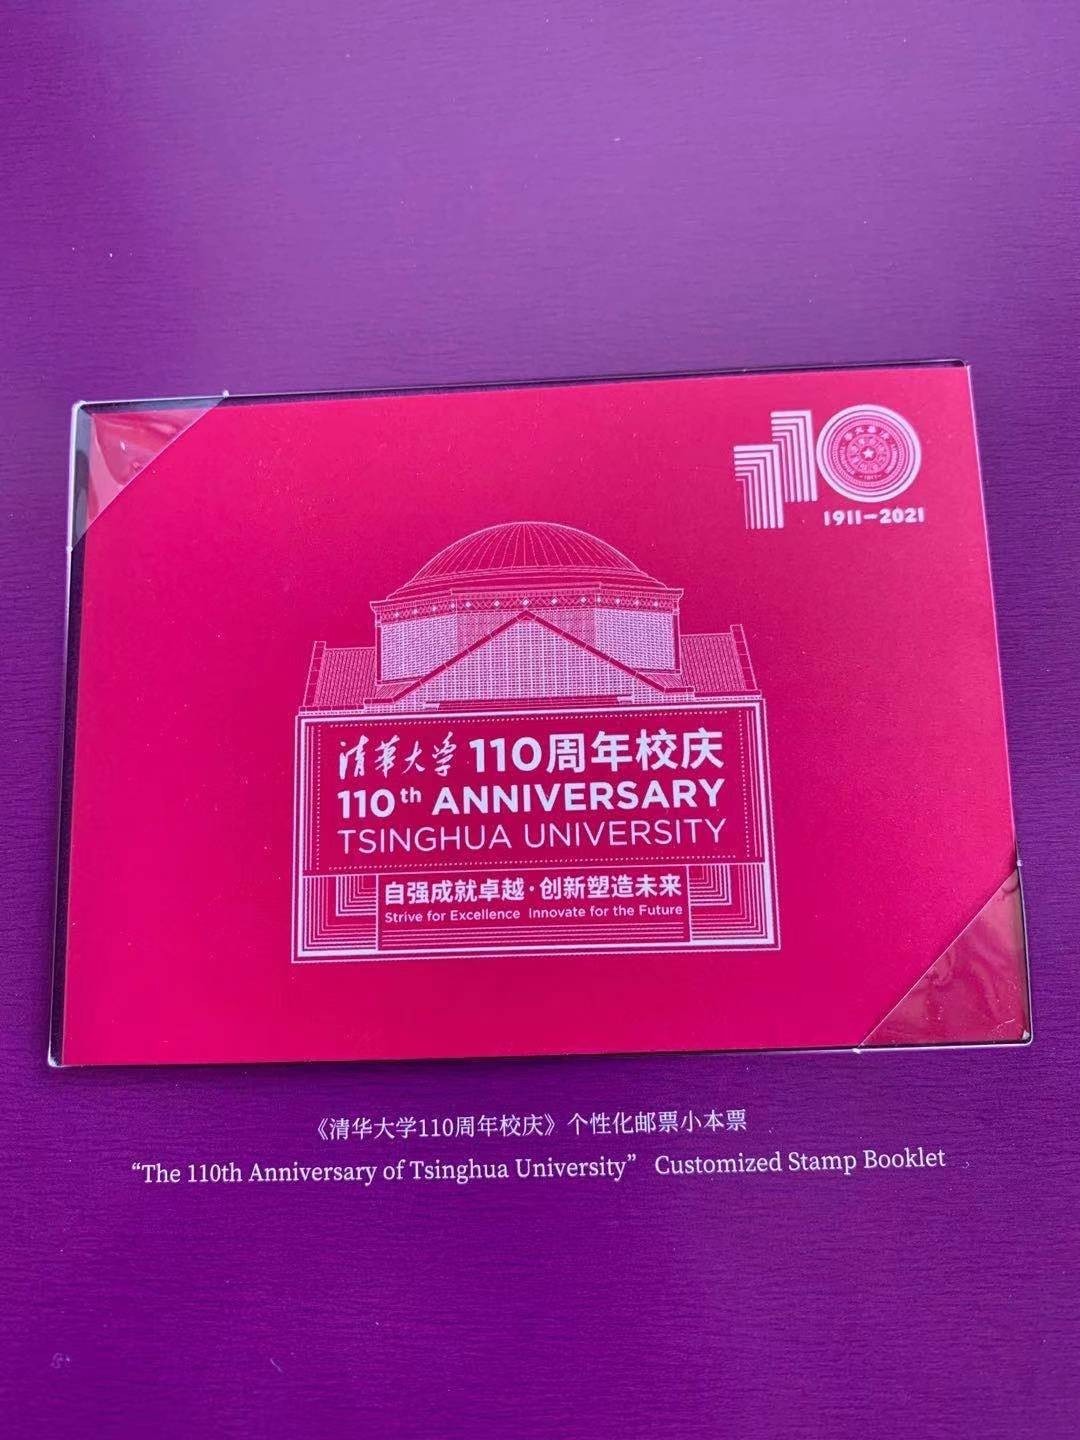 110
1911-2021
清華大学 110周年校庆
110th ANNIVERSARY
TSINGHUA UNIVERSITY
自强成就卓越·创新塑造未来
Strive for Excellence Innovate for the Future
《清华大学110周年校庆》个性化邮票小本票
“The 110th Anniversary of Tsinghua University” Customized Stamp Booklet